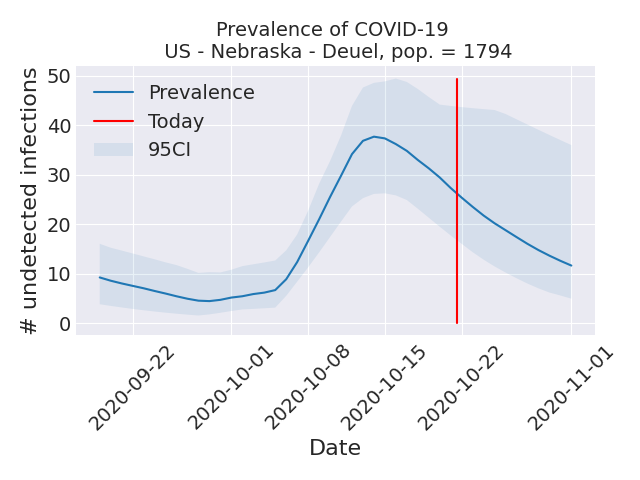 Prevalence of COVID-19
US - Nebraska - Deuel, pop. = 1794
# undetected infections
50
40
30
20
10
0
Prevalence
Today
95CI
2020-09-22
2020-10-01
2020-10-08
2020-10-15
2020-10-22
2020-11-01
Date